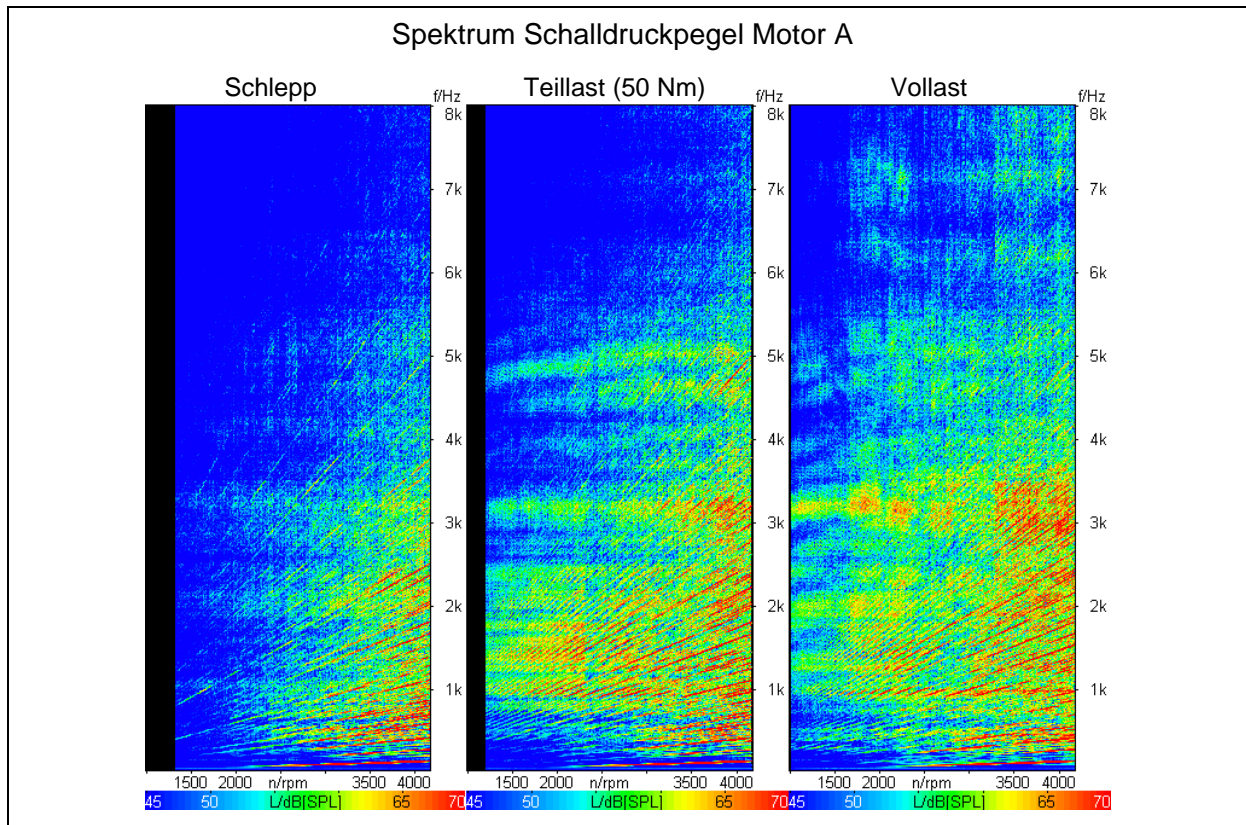 Spektrum Schalldruckpegel Motor A
Schlepp
f/Hz
8k
7k
6k
5k
4k
3k
2k
1k
1500 2000 n/rpm 3500 4000
45 50 L/dB[SPL] 65 70
Teillast (50 Nm)
f/Hz
8k
7k
6k
5k
4k
3k
2k
1k
1500 2000 n/rpm 3500 4000
45 50 L/dB[SPL] 65 70
Vollast
f/Hz
8k
7k
6k
5k
4k
3k
2k
1k
1500 2000 n/rpm 3500 4000
45 50 L/dB[SPL] 65 70